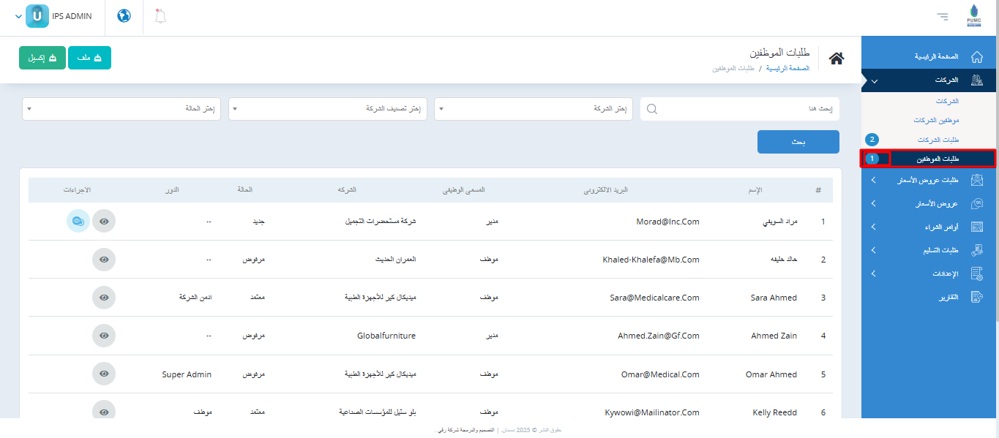 IPS ADMIN
U
PUMC
الصفحة الرئيسية
الشركات
الشركات
موظفين الشركات
طلبات الشركات 2
طلبات الموظفين 1
طلبات عروض الأسعار
عروض الأسعار
أوامر الشراء
طلبات التسليم
الإعدادات
التقارير
طلبات الموظفين
الصفحة الرئيسية / طلبات الموظفين
ملف إكسيل
إبحث هنا إختر الشركة إختر تصنيف الشركة إختر الحالة
بحث
# الإسم البريد الالكترونى المسمى الوظيفى الشركه الحالة الدور الاجراءات
1 مراد السويفي Morad@Inc.Com مدير شركة مستحضرات التجميل جديد --
2 خالد خليفه Khaled-Khalefa@Mb.Com موظف العمران الحديث مرفوض --
3 Sara Ahmed Sara@Medicalcare.Com موظف ميديكال كير للأجهزة الطبية معتمد ادمن الشركة
4 Ahmed Zain Ahmed.Zain@Gf.Com مدير Globalfurniture مرفوض --
5 Omar Ahmed Omar@Medical.Com موظف ميديكال كير للأجهزة الطبية مرفوض Super Admin
6 Kelly Reedd Kywowi@Mailinator.Com موظف بلو ستيل للمؤسسات الصناعية معتمد موظف
حقوق النشر © 2025 دسمان. | التصميم والبرمجة شركة رقي .